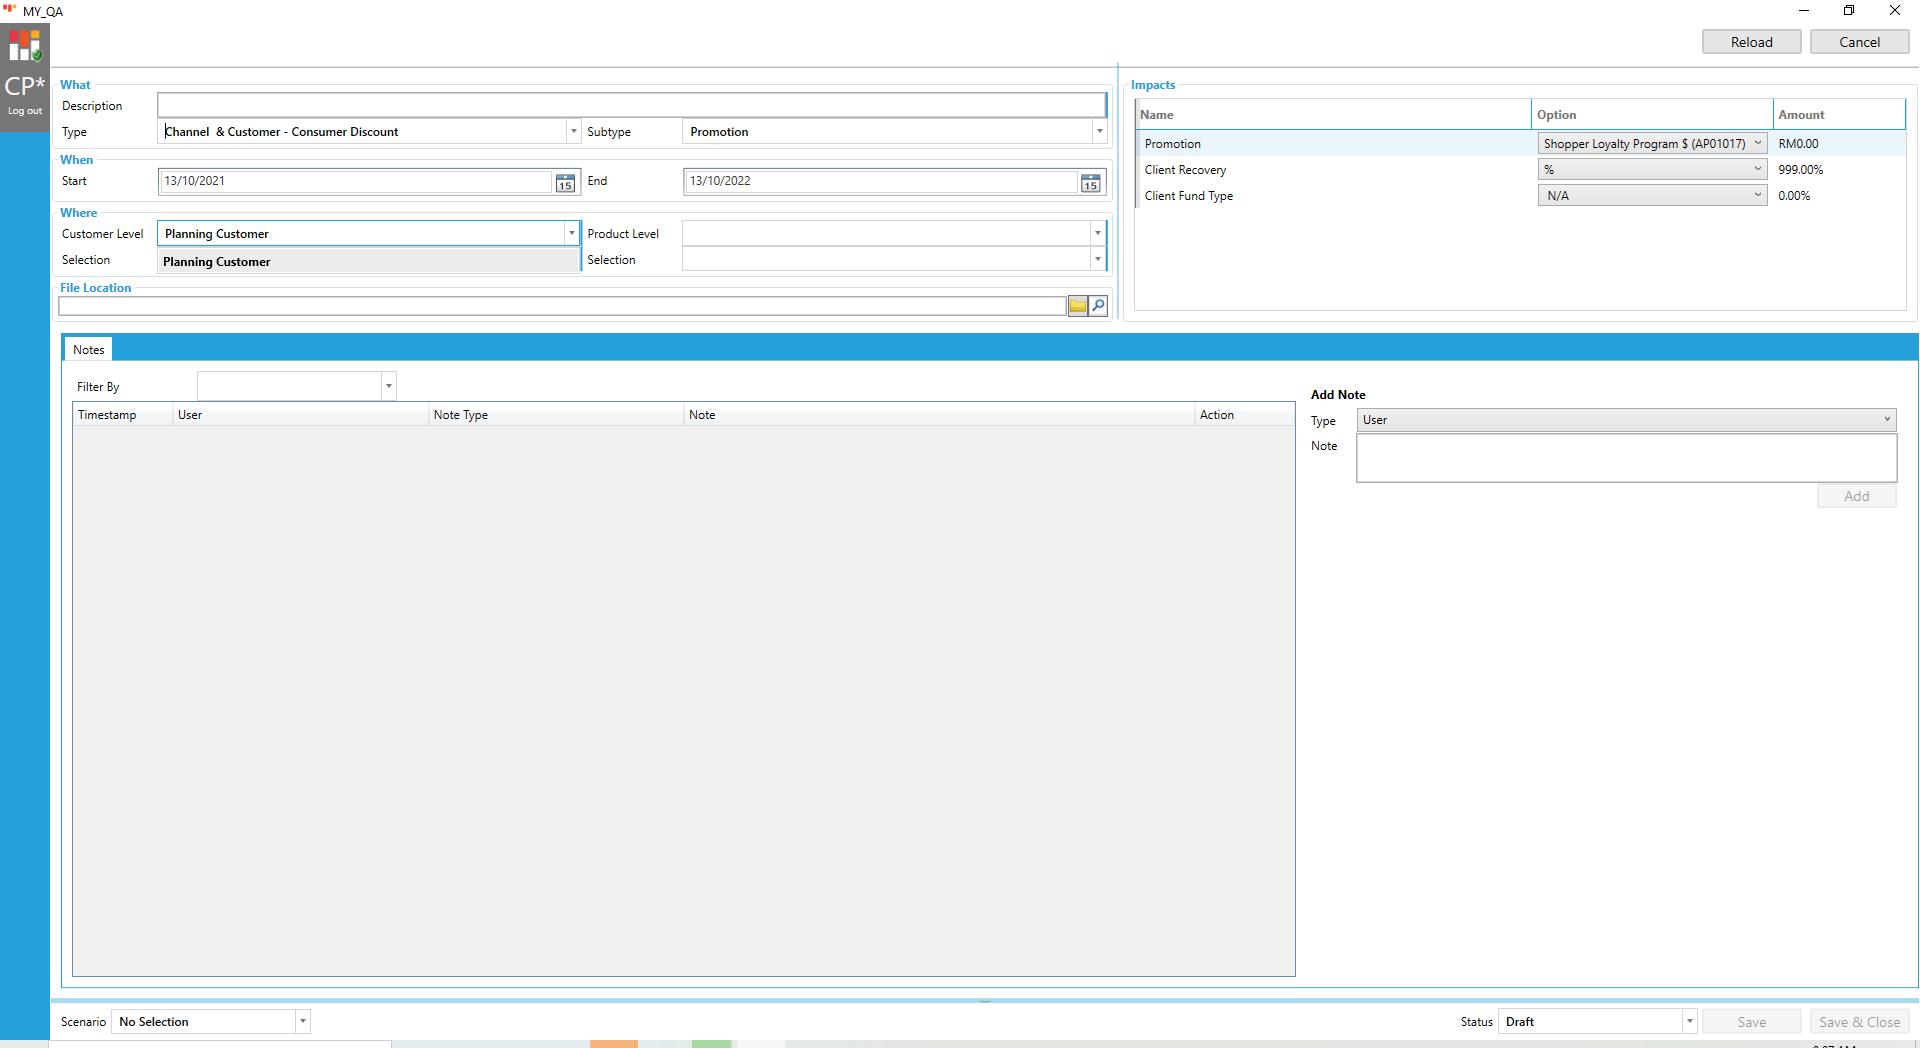 MY_QA
Reload
Cancel
CP*
Log out
What
Description
Type
Channel & Customer - Consumer Discount
Subtype
Promotion
When
Start
13/10/2021
15
End
13/10/2022
15
Where
Customer Level
Planning Customer
Product Level
Selection
Planning Customer
Selection
File Location
Impacts
Name
Option
Amount
Promotion
Shopper Loyalty Program $ (AP01017)
RM0.00
Client Recovery
%
999.00%
Client Fund Type
N/A
0.00%
Notes
Filter By
Timestamp
User
Note Type
Note
Action
Add Note
Type
User
Note
Add
Scenario
No Selection
Status
Draft
Save
Save & Close